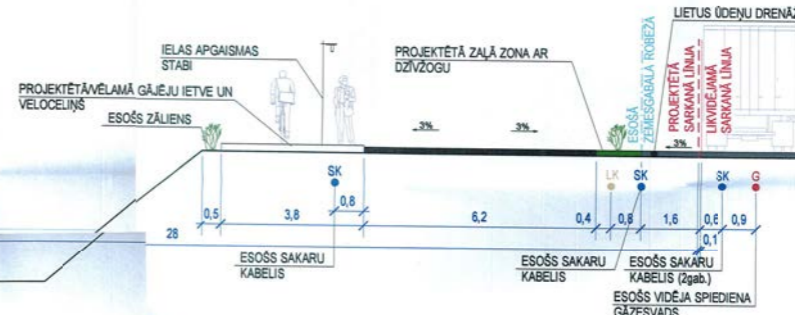 LIETUS ŪDEŅU DRENĀŽ
IELAS APGAISMAS
STABI
PROJEKTĒTĀ ZAĻĀ ZONA AR
DZĪVŽOGU
PROJEKTĒTĀ/VĒLAMĀ GĀJĒJU IETVE UN
VELOCELIŅŠ
ESOŠS ZĀLIENS
ESOŠĀ
ZEMESGABALA ROBEŽA
PROJEKTĒTĀ
SARKANĀ LĪNIJA
LIKVIDĒJAMĀ
SARKANĀ LĪNIJA
3% 3% 3%
SK LK SK SK G
0,8
0,5 3,8 6,2 0,4 0,8 1,6 0,6 0,9
28 0,1
ESOŠS SAKARU
KABELIS
ESOŠS SAKARU
KABELIS
ESOŠS SAKARU
KABELIS (2gab.)
ESOŠS VIDĒJA SPIEDIENA
GĀZESVADS